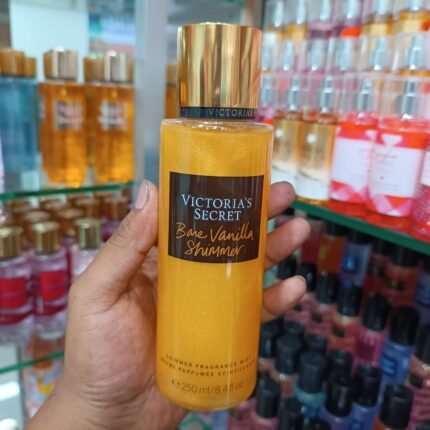 VICTORIA'S
VICTORIA'S
SECRET
Bare Vanilla
Shimmer
SHIMMER FRAGRANCE MIST
BRUME PARFUMÉE SCINTILLANTE
℮ 250 ml/8.4 fl oz